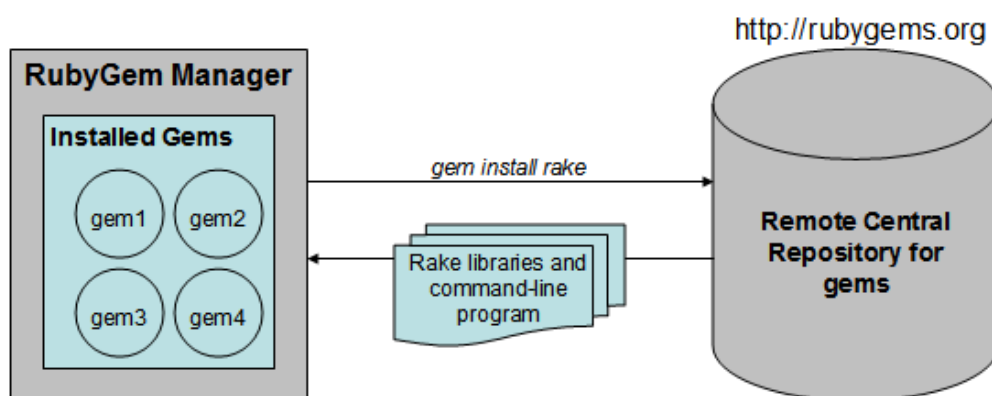 http://rubygems.org
RubyGem Manager
Installed Gems
gem1
gem2
gem3
gem4
gem install rake
Rake libraries and
command-line
program
Remote Central
Repository for
gems